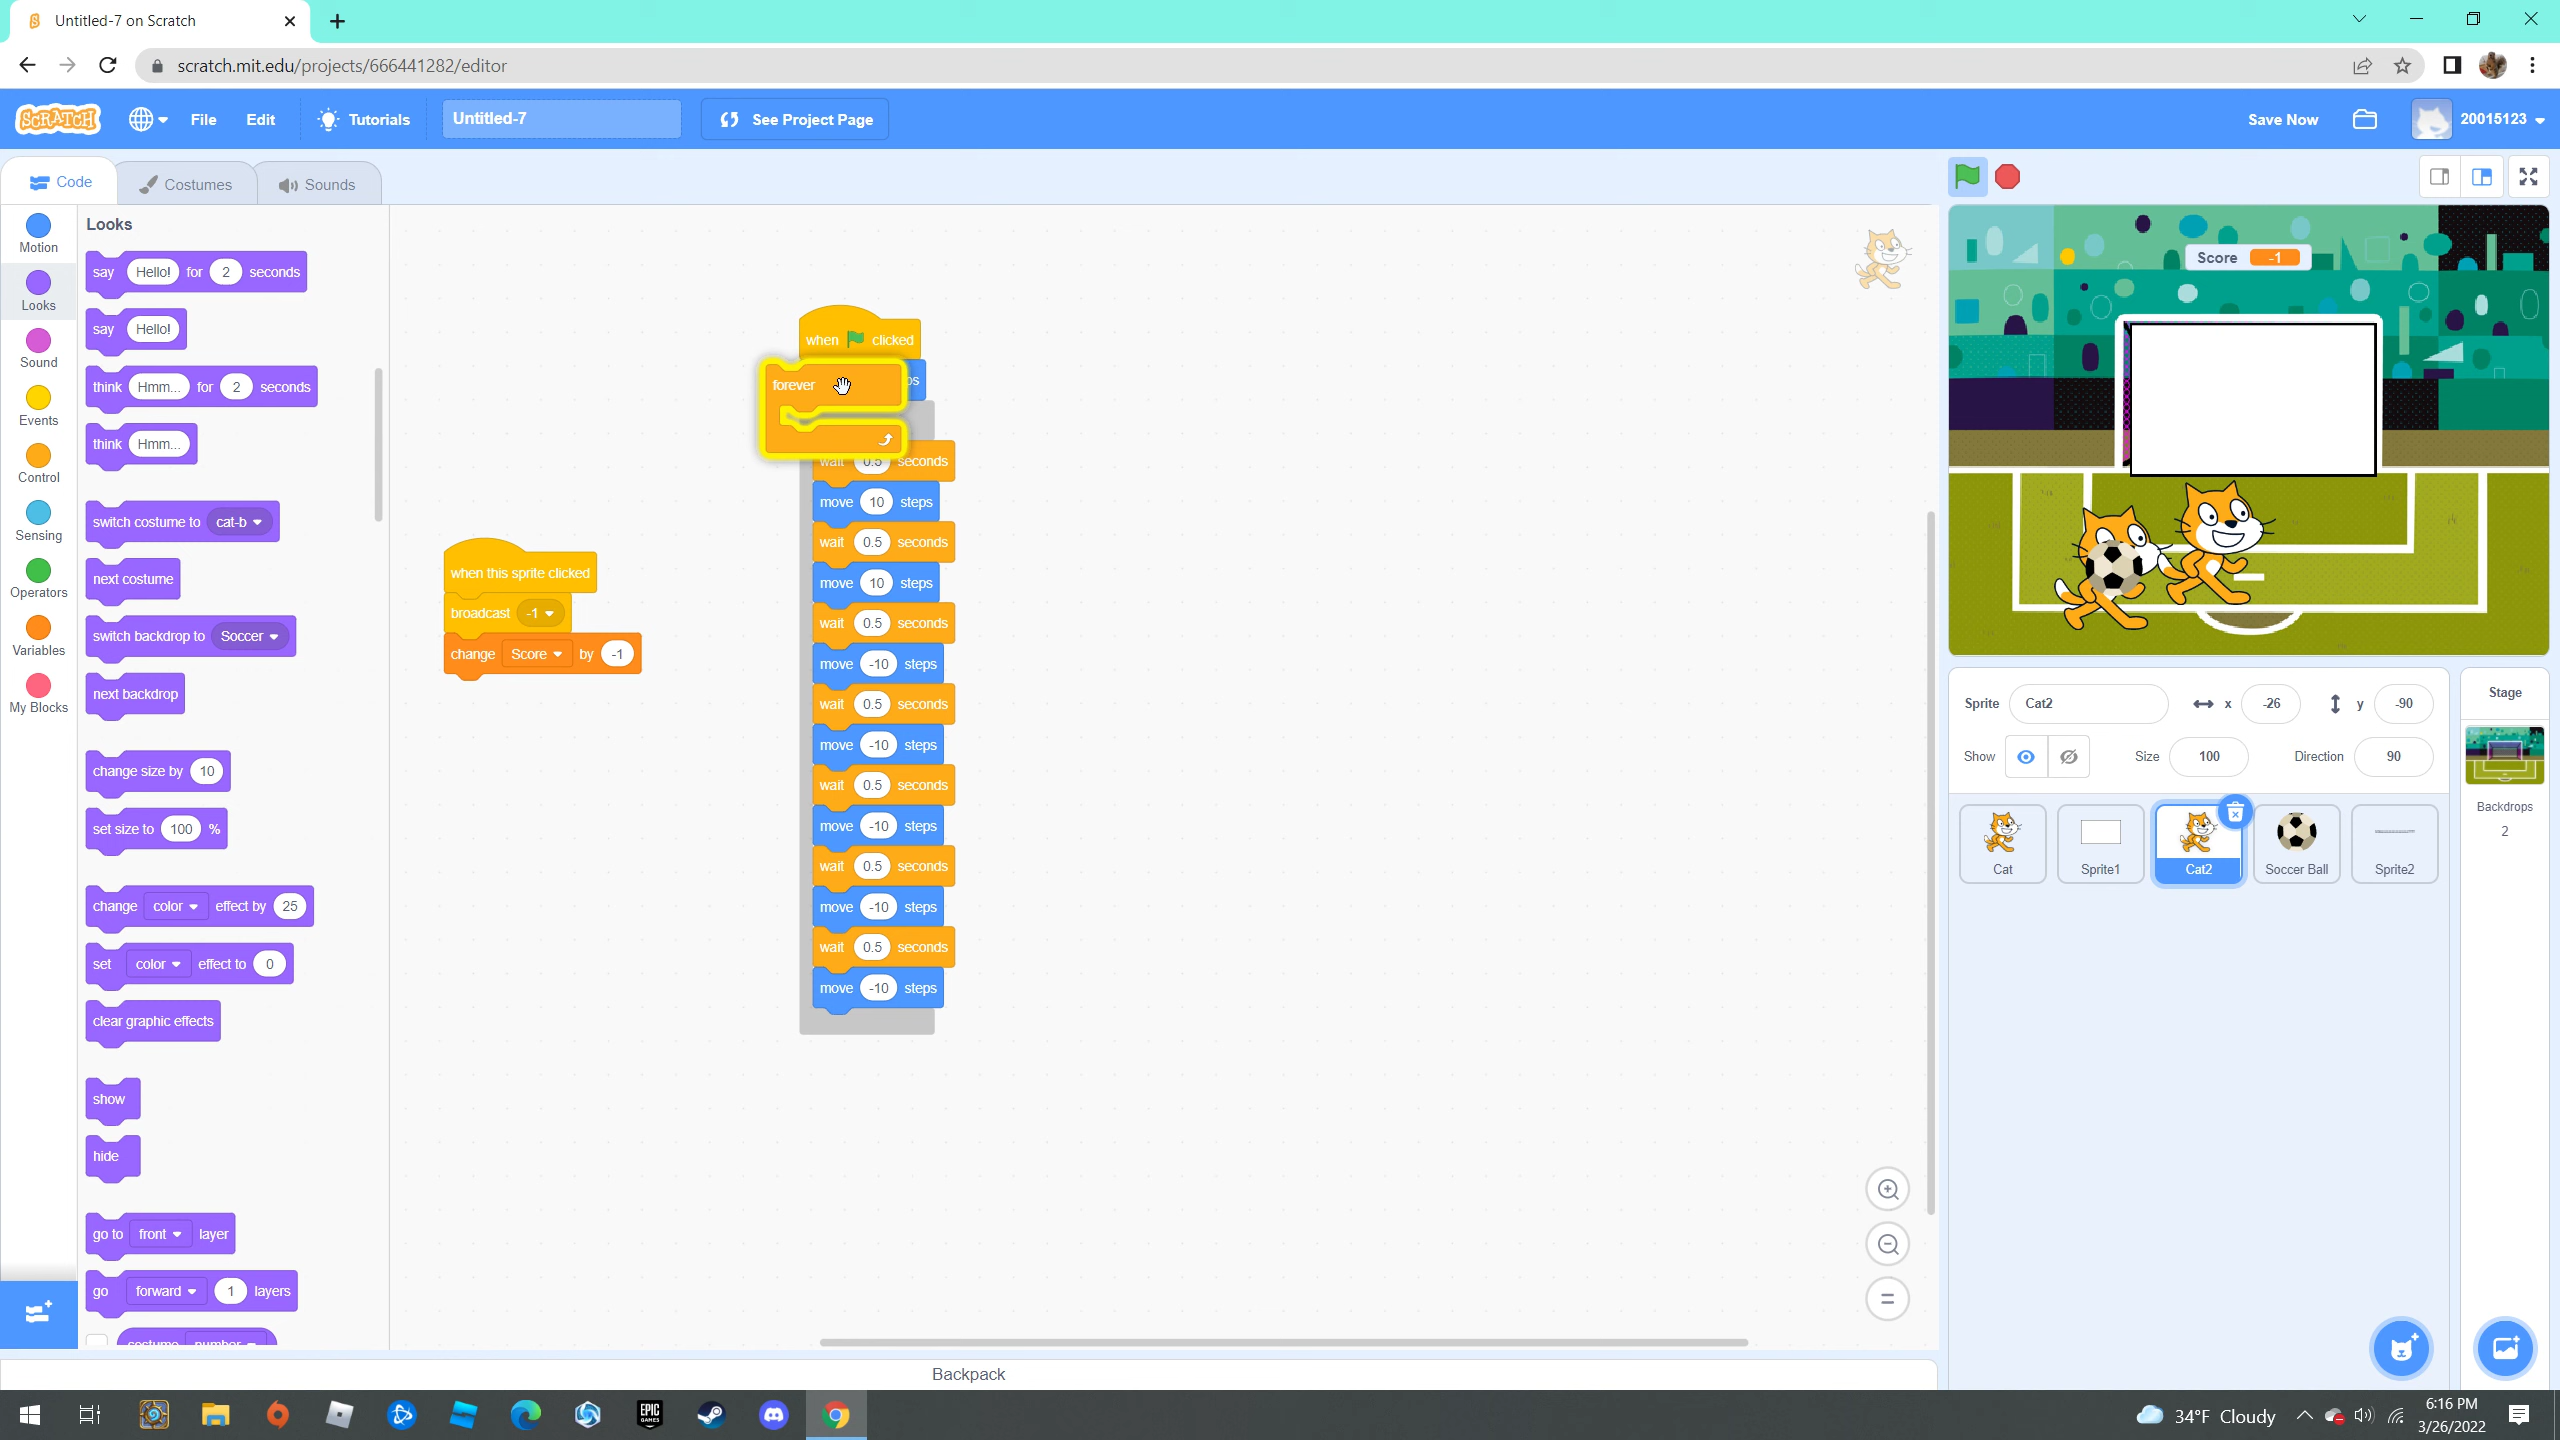 Untitled-7 on Scratch
scratch.mit.edu/projects/666441282/editor
SCRATCH
File
Edit
Tutorials
Untitled-7
See Project Page
Save Now
20015123
Code
Costumes
Sounds
Motion
Looks
Sound
Events
Control
Sensing
Operators
Variables
My Blocks
Looks
say Hello! for 2 seconds
say Hello!
think Hmm... for 2 seconds
think Hmm...
switch costume to cat-b
next costume
switch backdrop to Soccer
next backdrop
change size by 10
set size to 100 %
change color effect by 25
set color effect to 0
clear graphic effects
show
hide
go to front layer
go forward 1 layers
costume number
when this sprite clicked
broadcast -1
change Score by -1
when clicked
forever
wait 0.5 seconds
move 10 steps
wait 0.5 seconds
move 10 steps
wait 0.5 seconds
move -10 steps
wait 0.5 seconds
move -10 steps
wait 0.5 seconds
move -10 steps
wait 0.5 seconds
move -10 steps
wait 0.5 seconds
move -10 steps
Score -1
Sprite Cat2 x -26 y -90
Show Size 100 Direction 90
Cat
Sprite1
Cat2
Soccer Ball
Sprite2
Stage
Backdrops
2
Backpack
EPIC
GAMES
34°F Cloudy
6:16 PM
3/26/2022